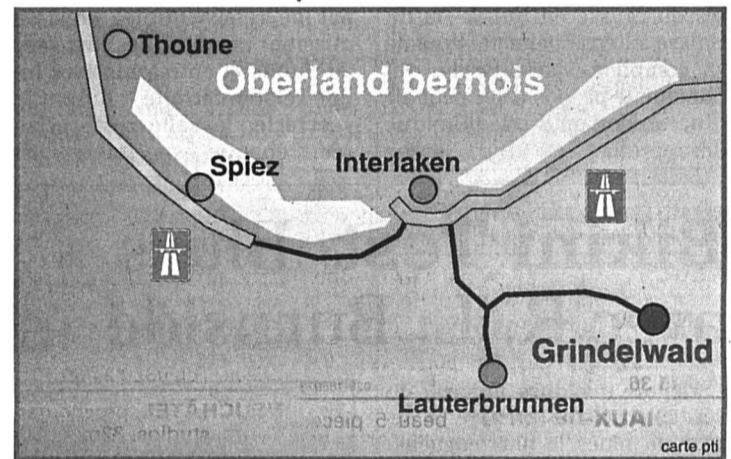 Thoune
Oberland bernois
Spiez
Interlaken
Grindelwald
Lauterbrunnen
carte pti